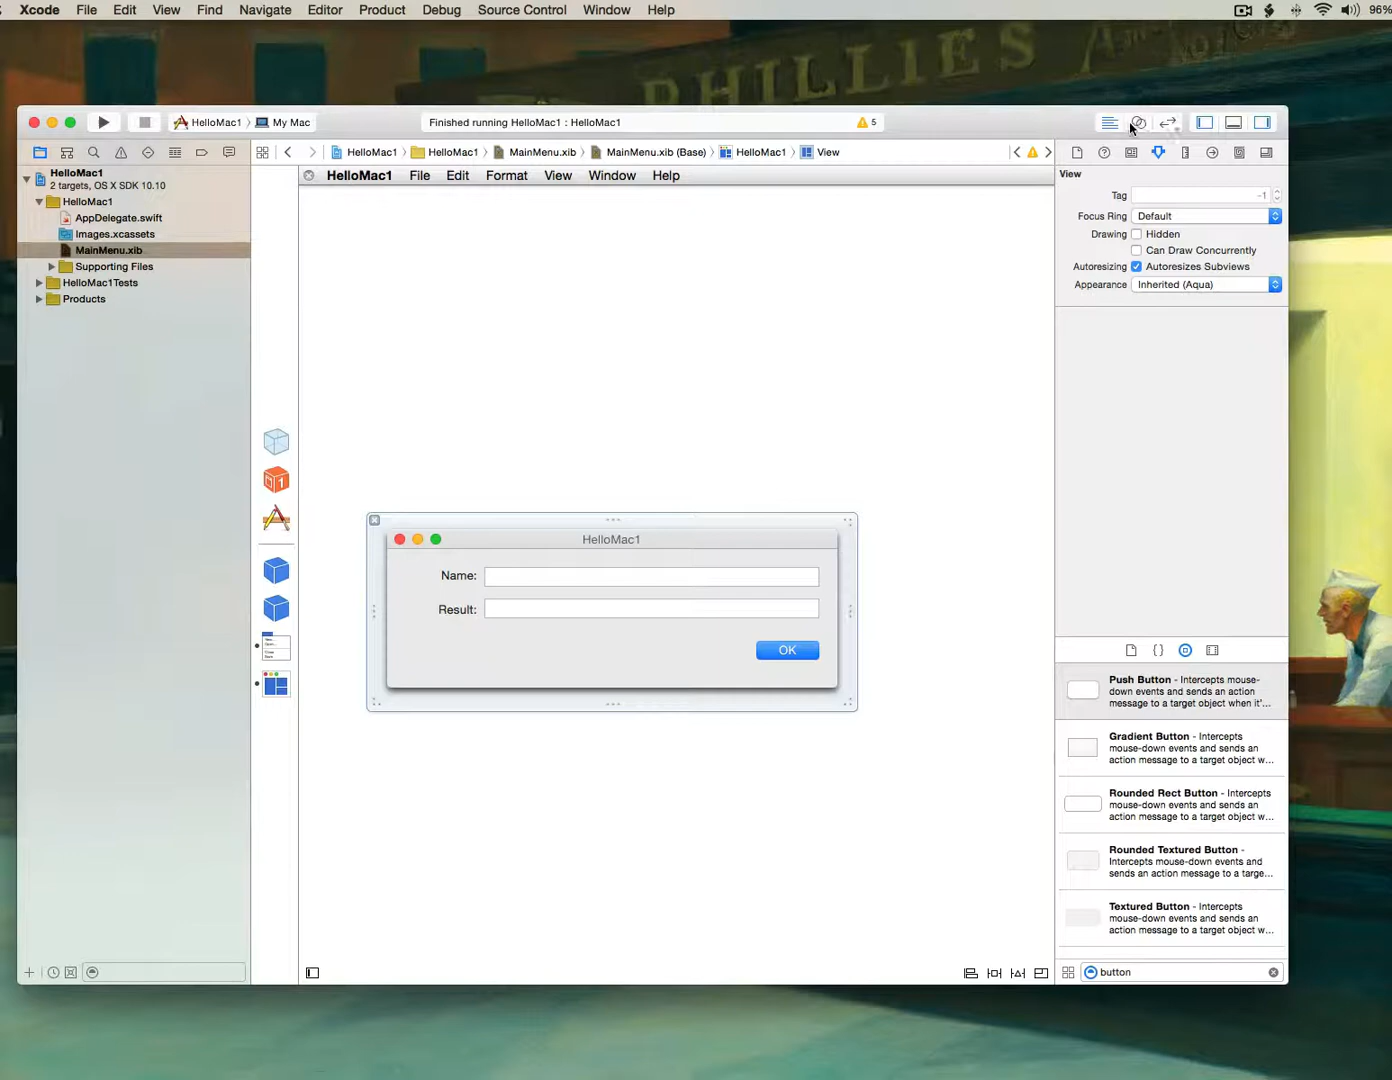 Xcode File Edit View Find Navigate Editor Product Debug Source Control Window Help 96%
PHILLIES
HelloMac1 My Mac
Finished running HelloMac1 : HelloMac1
5
HelloMac1
2 targets, OS X SDK 10.10
HelloMac1
AppDelegate.swift
Images.xcassets
MainMenu.xib
Supporting Files
HelloMac1Tests
Products
HelloMac1 HelloMac1 MainMenu.xib MainMenu.xib (Base) HelloMac1 View
HelloMac1 File Edit Format View Window Help
HelloMac1
Name:
Result:
OK
View
Tag -1
Focus Ring Default
Drawing Hidden
Can Draw Concurrently
Autoresizing Autoresizes Subviews
Appearance Inherited (Aqua)
Push Button - Intercepts mouse-
down events and sends an action
message to a target object when it'...
Gradient Button - Intercepts
mouse-down events and sends an
action message to a target object w...
Rounded Rect Button - Intercepts
mouse-down events and sends an
action message to a target object w...
Rounded Textured Button -
Intercepts mouse-down events and
sends an action message to a targe...
Textured Button - Intercepts
mouse-down events and sends an
action message to a target object w...
button